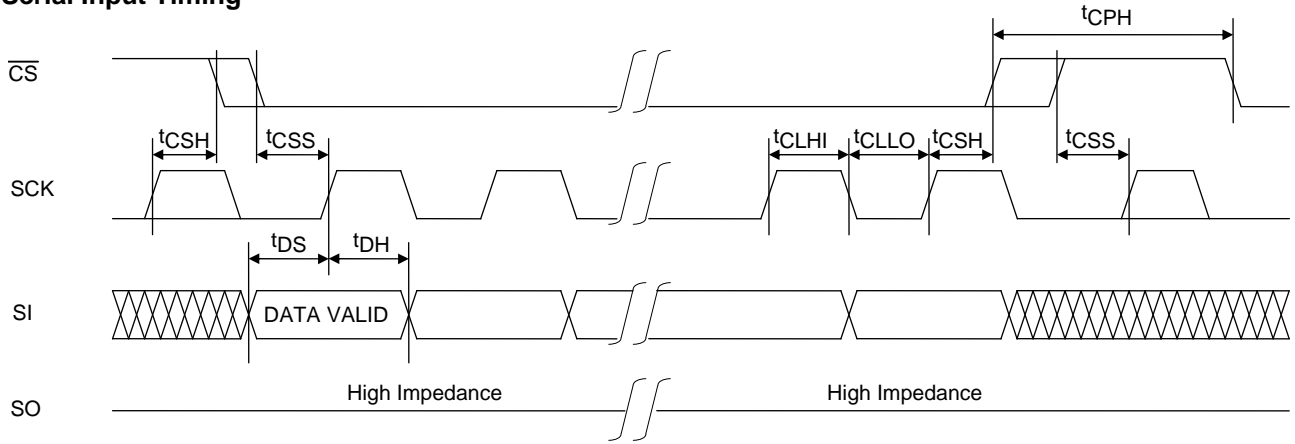 Serial Input Timing
tCPH
CS
tCSH
tCSS
tCLHI
tCLLO
tCSH
tCSS
SCK
tDS
tDH
SI
DATA VALID
SO
High Impedance
High Impedance